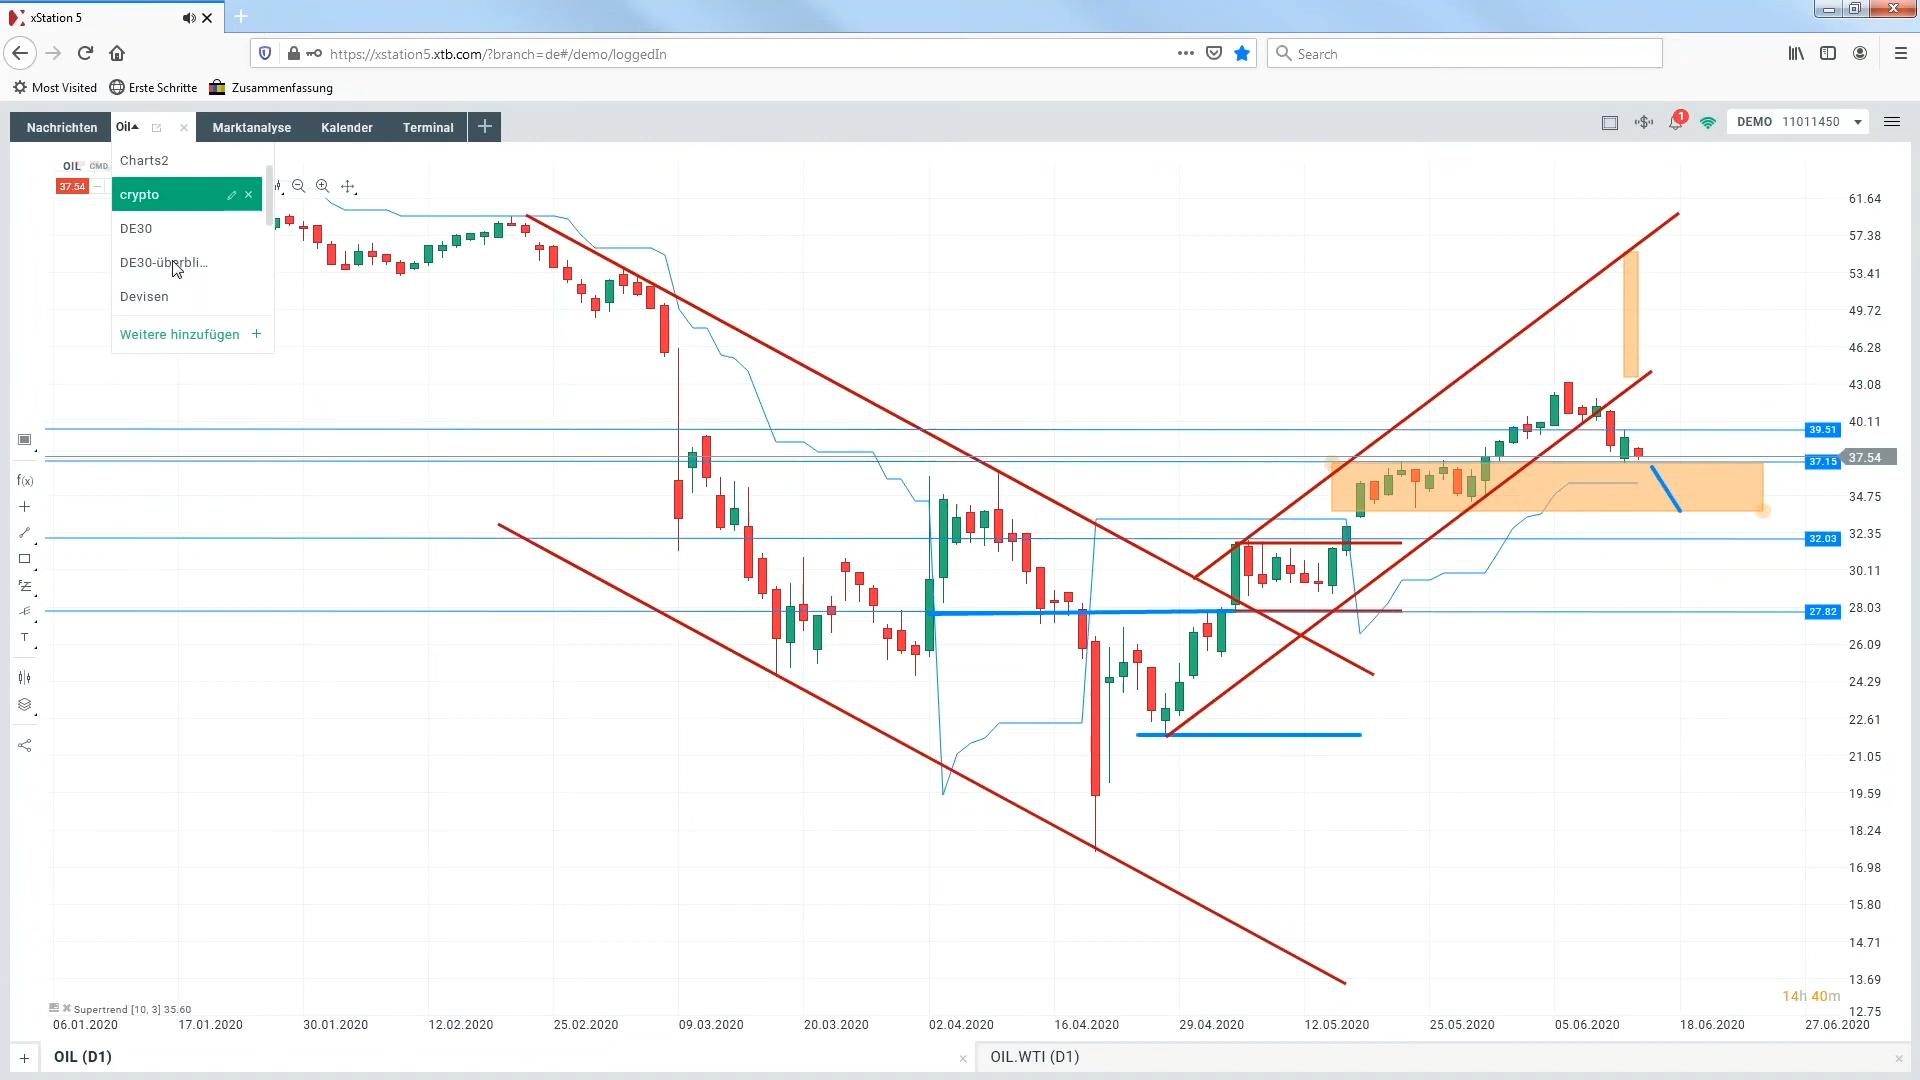 xStation 5
https://xstation5.xtb.com/?branch=de#/demo/loggedIn
Search
Most Visited
Erste Schritte
Zusammenfassung
Nachrichten
Oil
Marktanalyse
Kalender
Terminal
1
DEMO 11011450
OIL CMD
37.54
Charts2
crypto
DE30
DE30-überbli...
Devisen
Weitere hinzufügen +
f(x)
T
61.64
57.38
53.41
49.72
46.28
43.08
40.11
39.51
37.54
37.15
34.75
32.35
32.03
30.11
28.03
27.82
26.09
24.29
22.61
21.05
19.59
18.24
16.98
15.80
14.71
13.69
12.75
14h 40m
Supertrend [10, 3] 35.60
06.01.2020
17.01.2020
30.01.2020
12.02.2020
25.02.2020
09.03.2020
20.03.2020
02.04.2020
16.04.2020
29.04.2020
12.05.2020
25.05.2020
05.06.2020
18.06.2020
27.06.2020
OIL (D1)
OIL.WTI (D1)